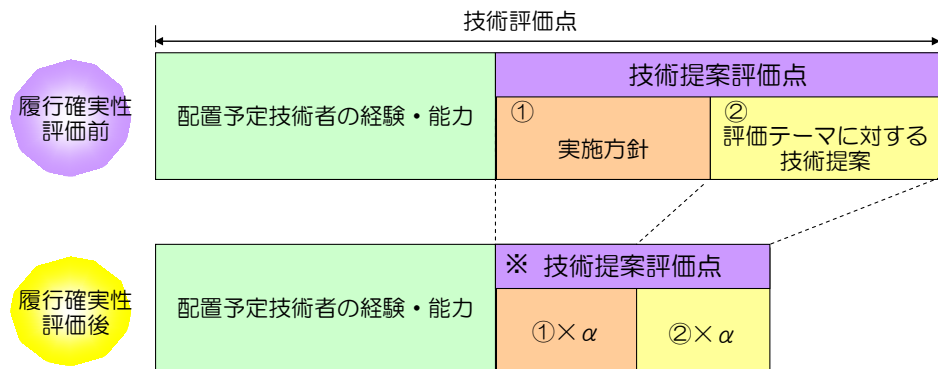 技術評価点
履行確実性
評価前
配置予定技術者の経験・能力
技術提案評価点
①
実施方針
②
評価テーマに対する
技術提案
履行確実性
評価後
配置予定技術者の経験・能力
※ 技術提案評価点
①×α
②×α